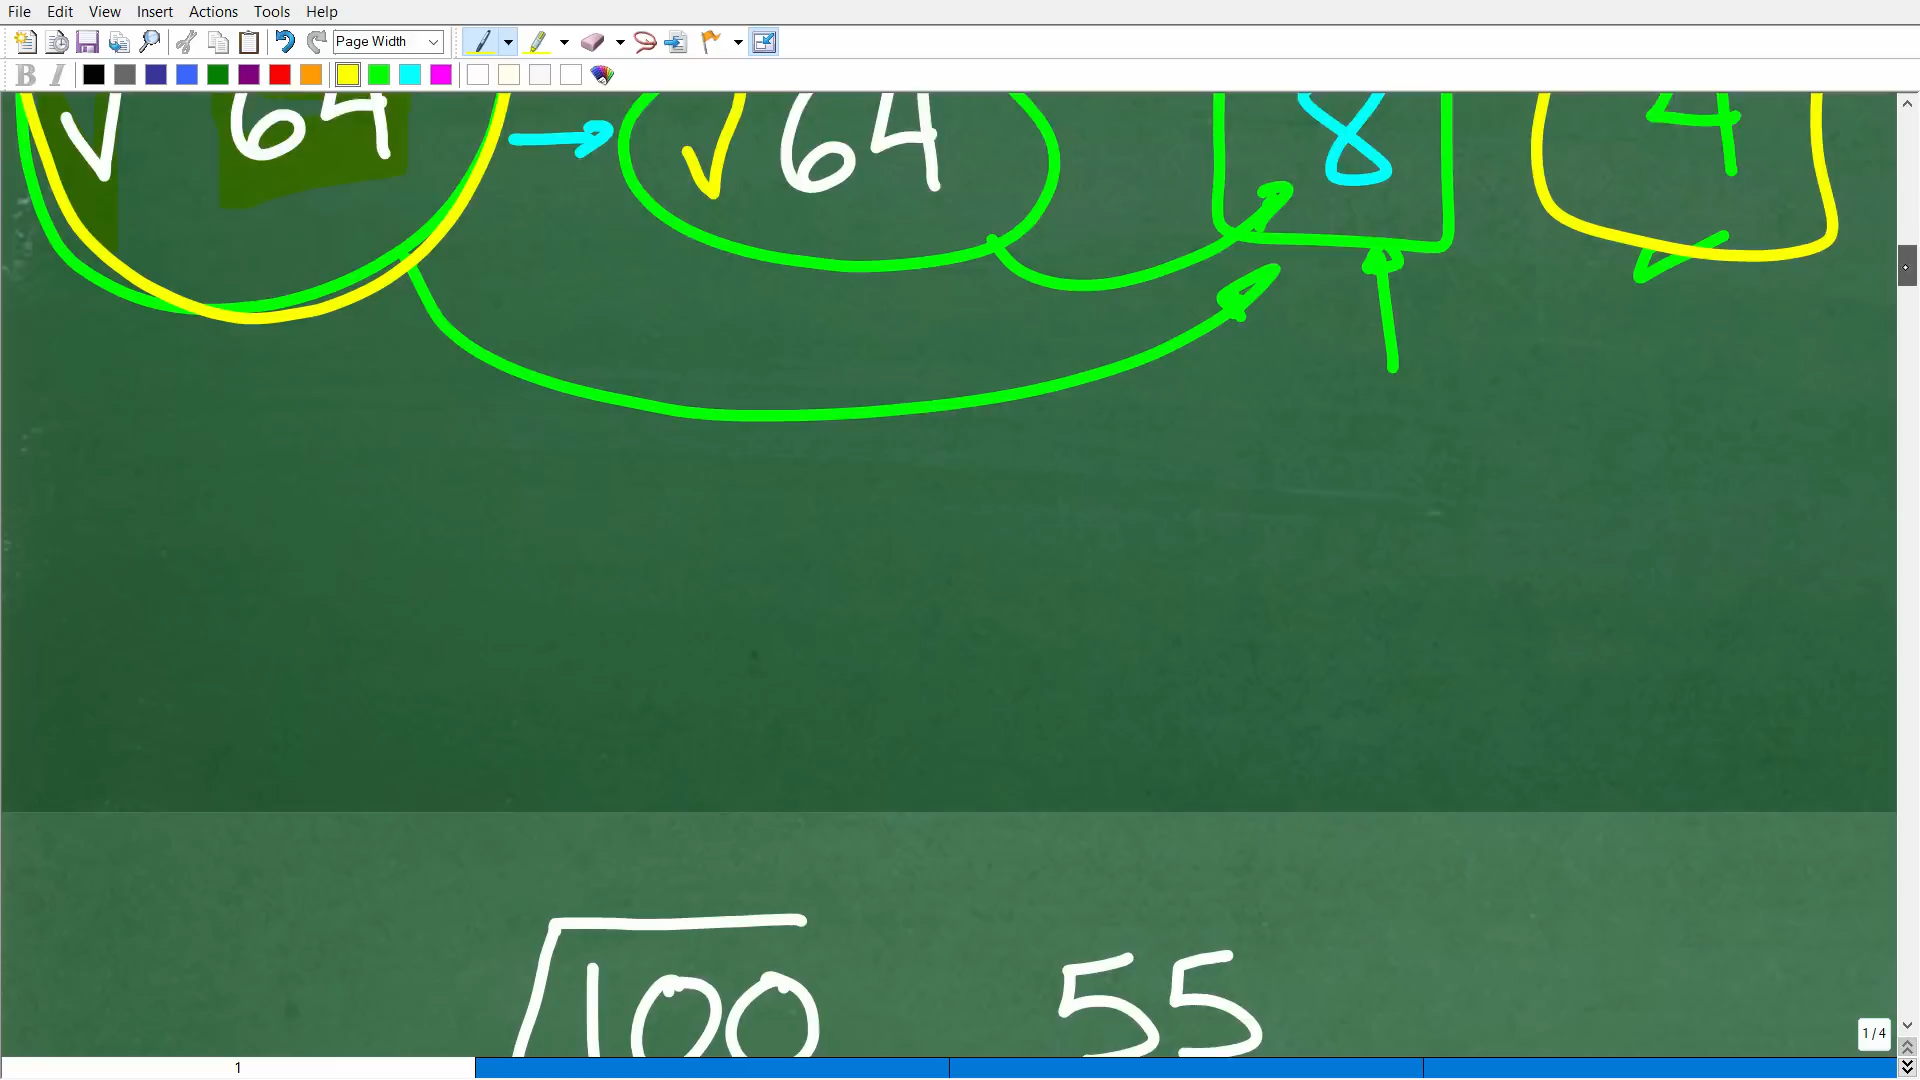 File Edit View Insert Actions Tools Help
Page Width
B I
√ 64 √ 64 8 4
√100 55
1 / 4
1